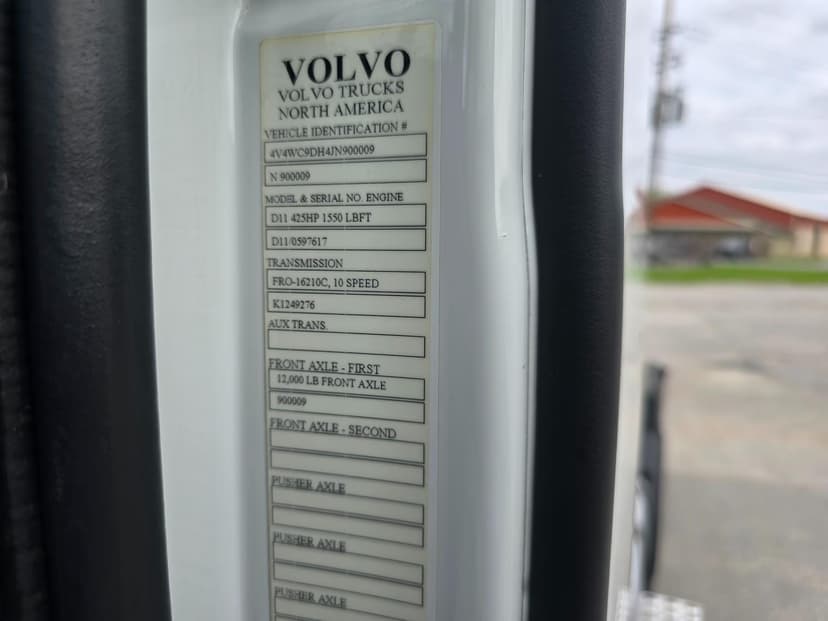 VOLVO
VOLVO TRUCKS
NORTH AMERICA
VEHICLE IDENTIFICATION #
4V4WC9DH4JN900009
N 900009
MODEL & SERIAL NO. ENGINE
D11 425HP 1550 LBFT
D11/0597617
TRANSMISSION
FRO-16210C, 10 SPEED
K1249276
AUX TRANS.
FRONT AXLE - FIRST
12,000 LB FRONT AXLE
900009
FRONT AXLE - SECOND
PUSHER AXLE
PUSHER AXLE
PUSHER AXLE